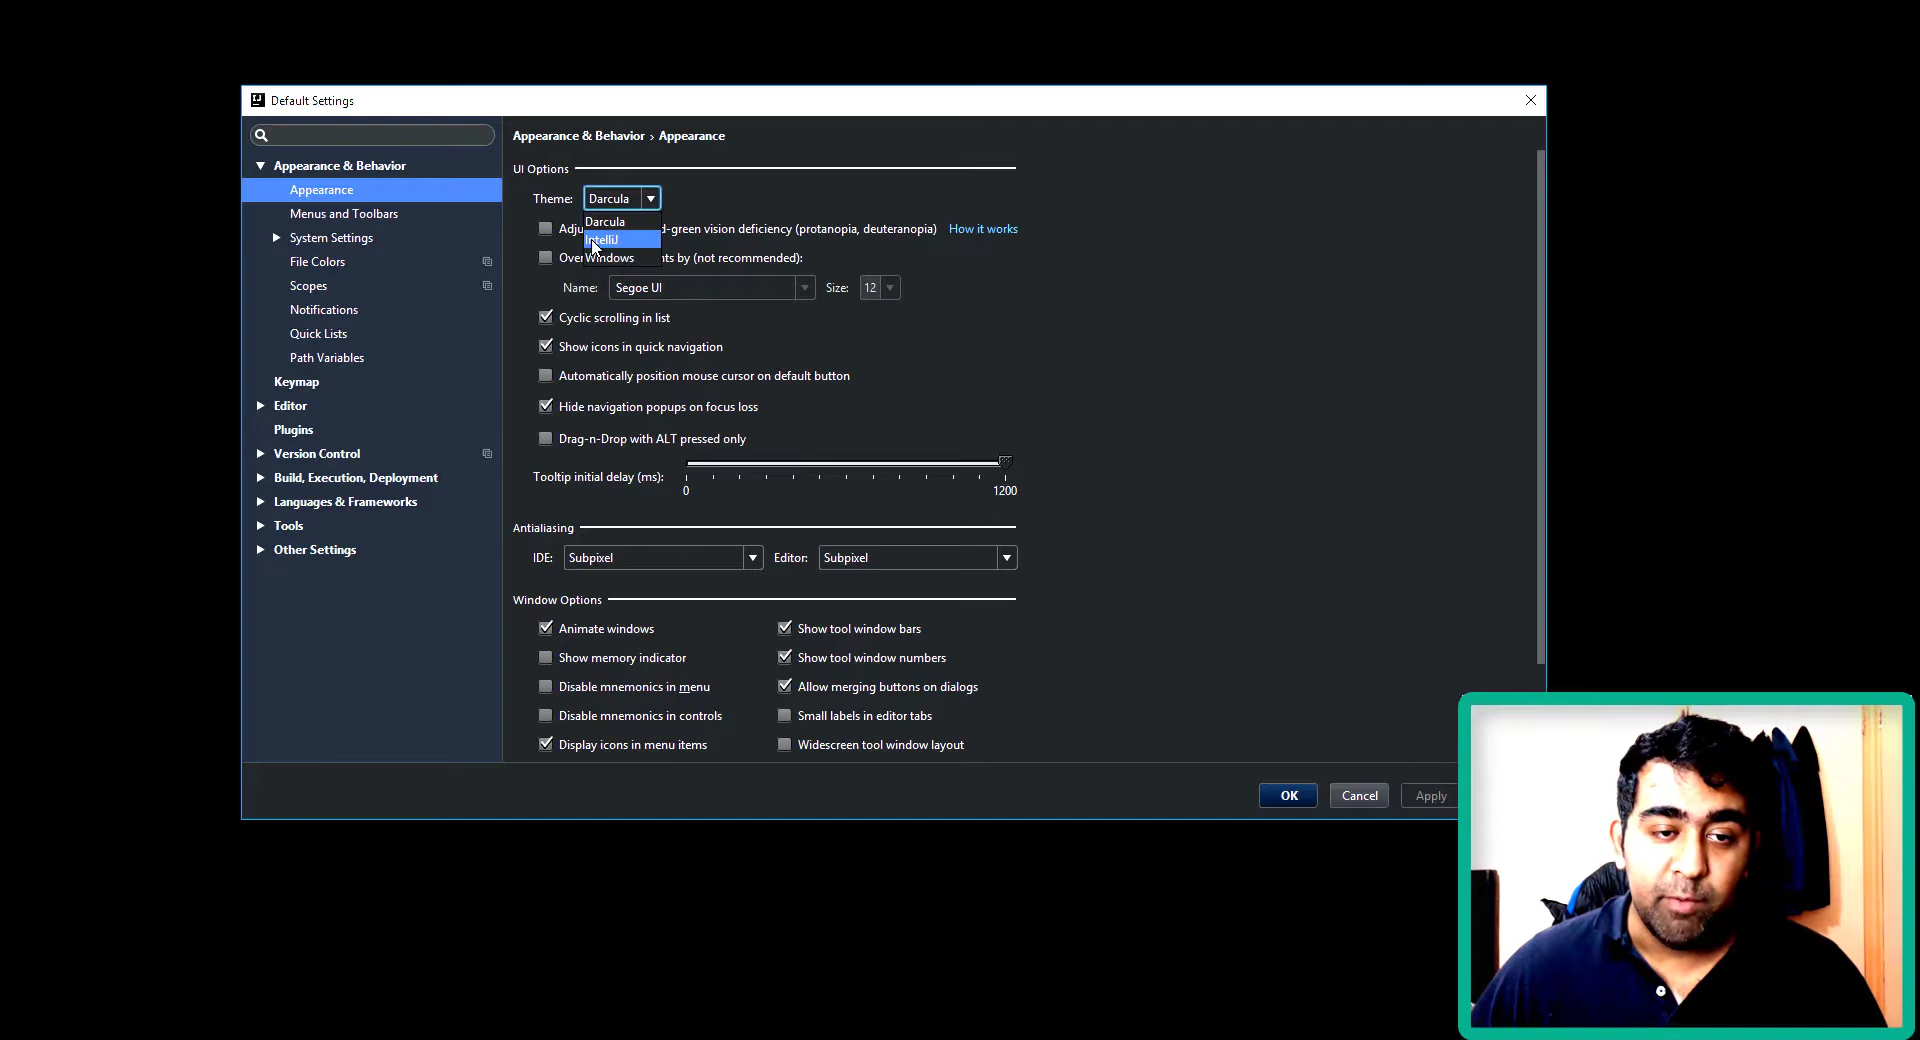 Default Settings
Appearance & Behavior
Appearance
Menus and Toolbars
System Settings
File Colors
Scopes
Notifications
Quick Lists
Path Variables
Keymap
Editor
Plugins
Version Control
Build, Execution, Deployment
Languages & Frameworks
Tools
Other Settings
Appearance & Behavior › Appearance
UI Options
Theme: Darcula
Darcula
IntelliJ
Windows
Adju d-green vision deficiency (protanopia, deuteranopia) How it works
Over nts by (not recommended):
Name: Segoe UI Size: 12
Cyclic scrolling in list
Show icons in quick navigation
Automatically position mouse cursor on default button
Hide navigation popups on focus loss
Drag-n-Drop with ALT pressed only
Tooltip initial delay (ms):
0 1200
Antialiasing
IDE: Subpixel Editor: Subpixel
Window Options
Animate windows Show tool window bars
Show memory indicator Show tool window numbers
Disable mnemonics in menu Allow merging buttons on dialogs
Disable mnemonics in controls Small labels in editor tabs
Display icons in menu items Widescreen tool window layout
OK Cancel Apply